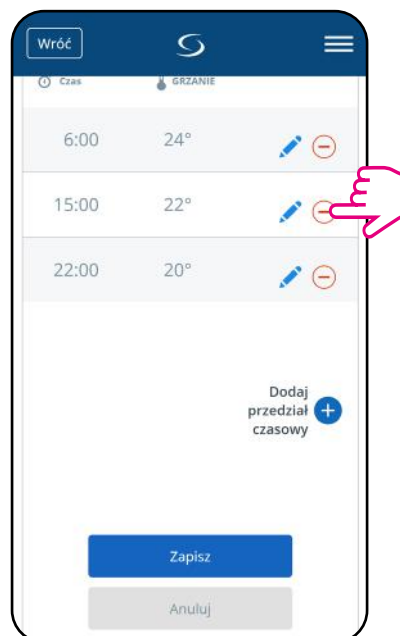 Wróć
Czas GRZANIE
6:00 24°
15:00 22°
22:00 20°
Dodaj
przedział
czasowy
Zapisz
Anuluj